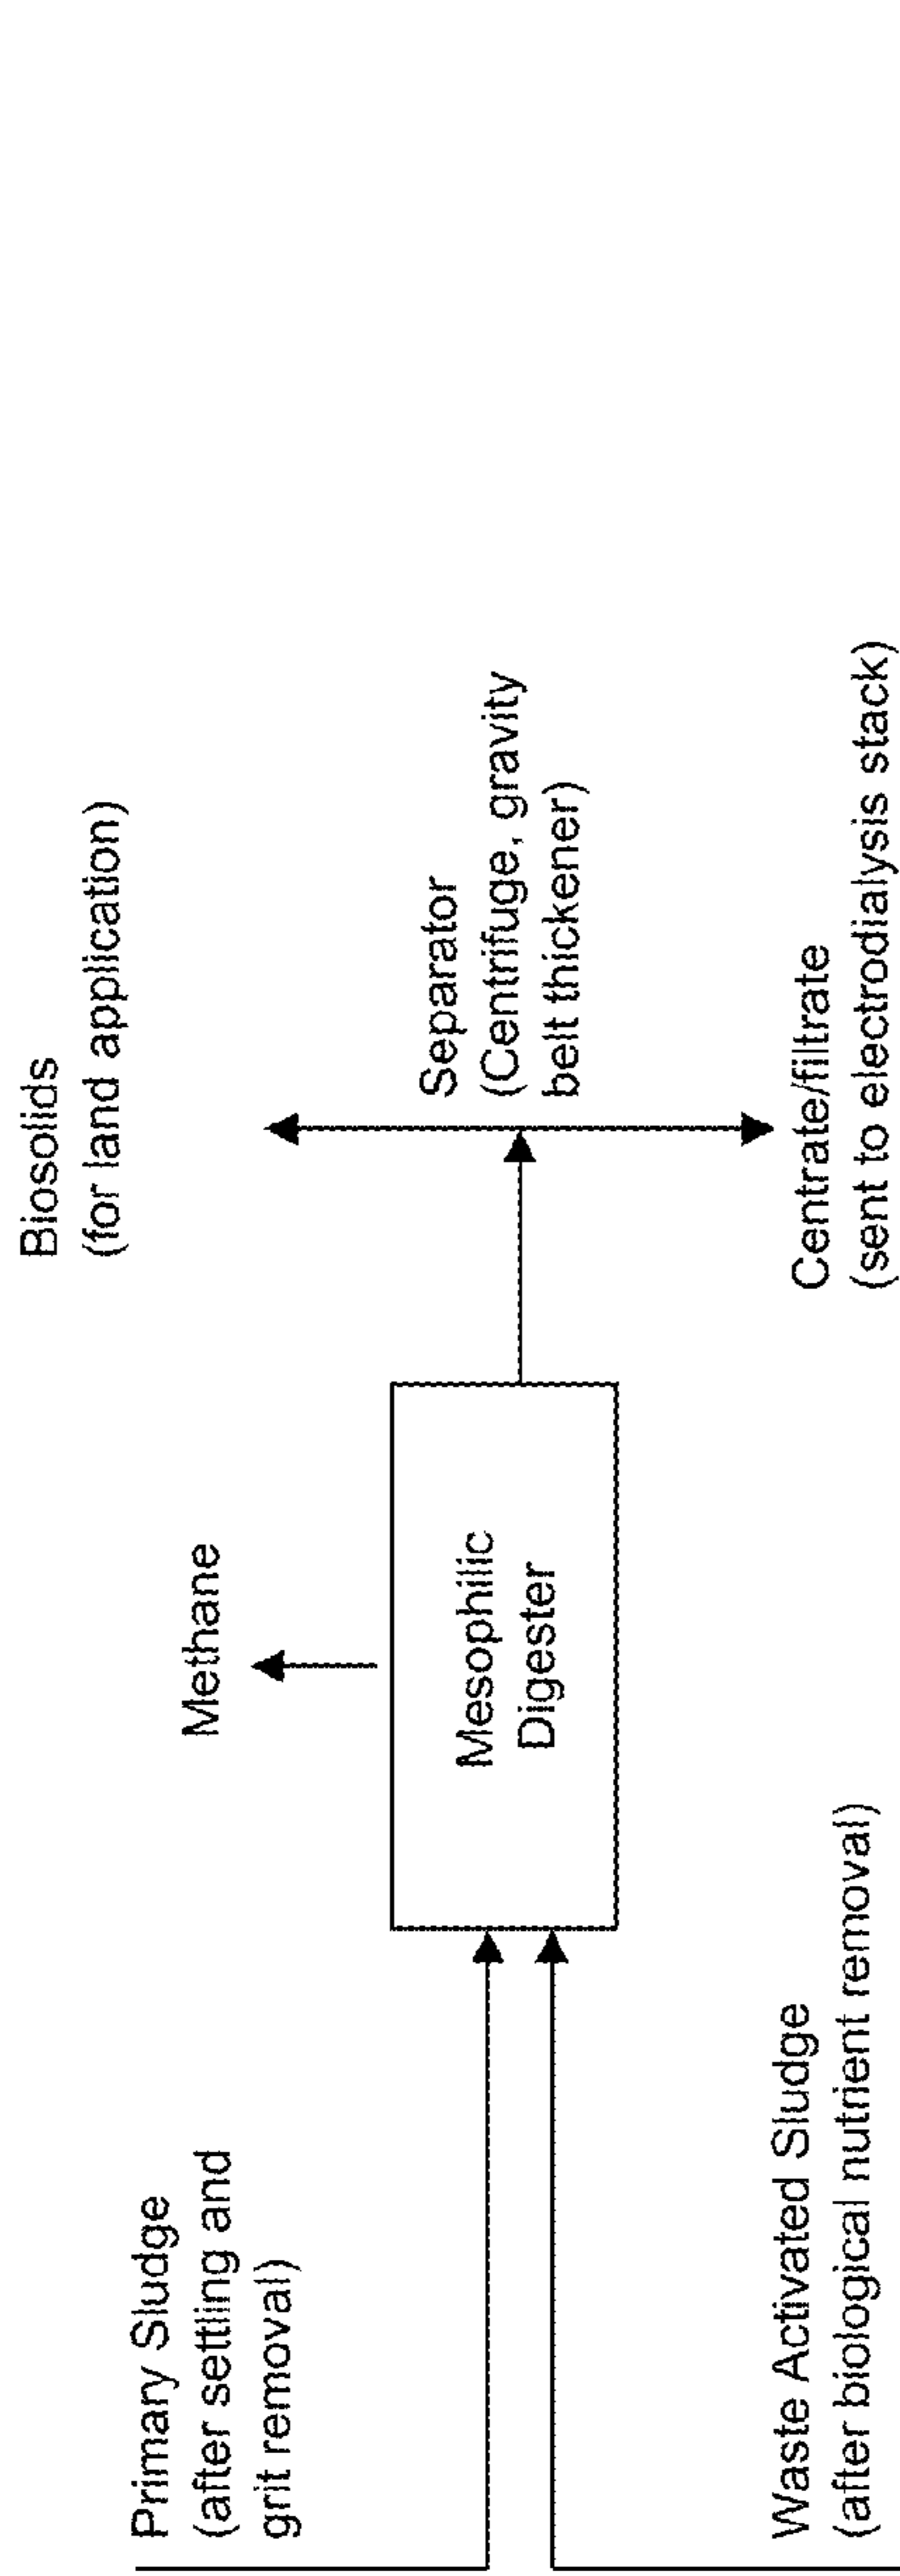 Primary Sludge
(after settling and
grit removal)
Waste Activated Sludge
(after biological nutrient removal)
Methane
Mesophilic
Digester
Biosolids
(for land application)
Separator
(Centrifuge, gravity
belt thickener)
Centrate/filtrate
(sent to electrodialysis stack)